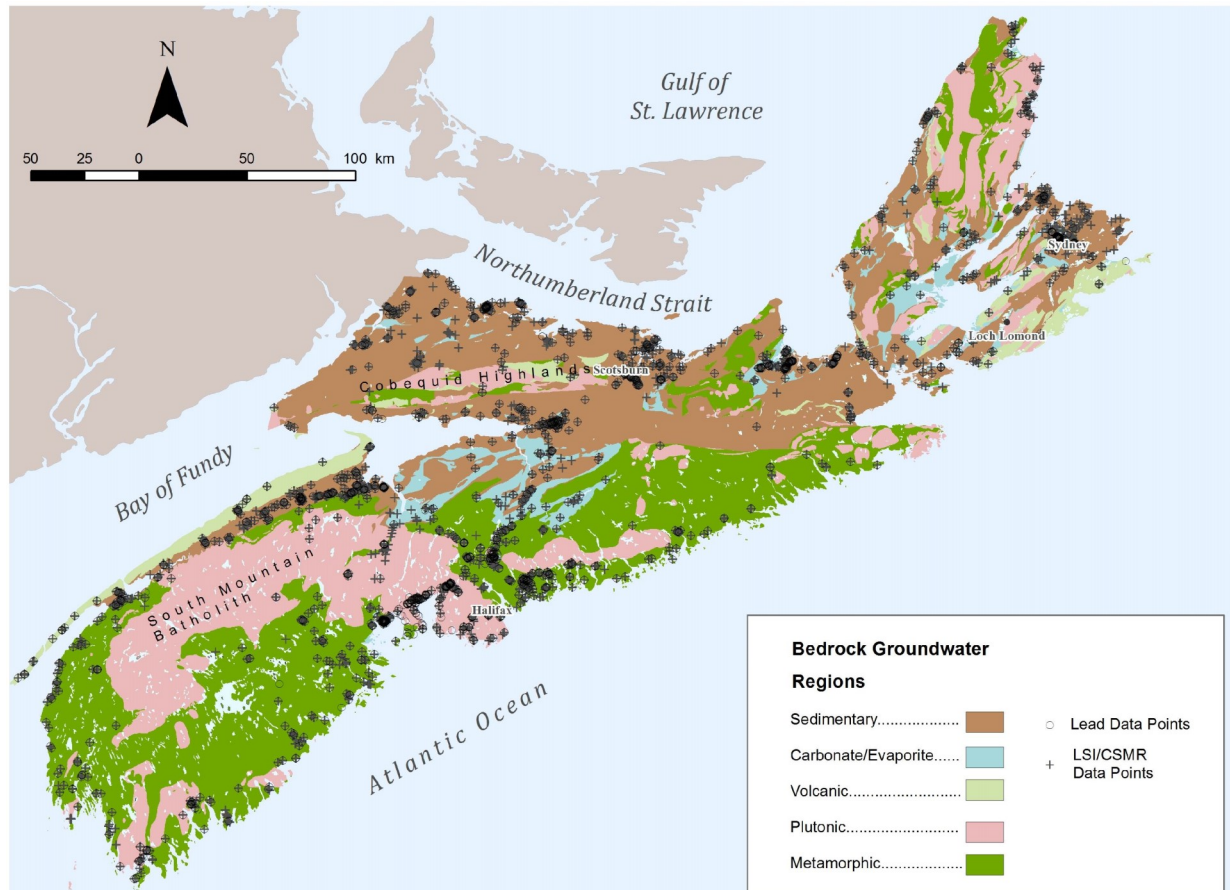 N
50 25 0 50 100 km
Gulf of
St. Lawrence
Northumberland Strait
Sydney
Loch Lomond
Scotsburn
Cobequid Highlands
Bay of Fundy
South Mountain
Batholith
Halifax
Atlantic Ocean
Bedrock Groundwater
Regions
Sedimentary....................
Carbonate/Evaporite......
Volcanic..........................
Plutonic..........................
Metamorphic...................
Lead Data Points
LSI/CSMR
Data Points